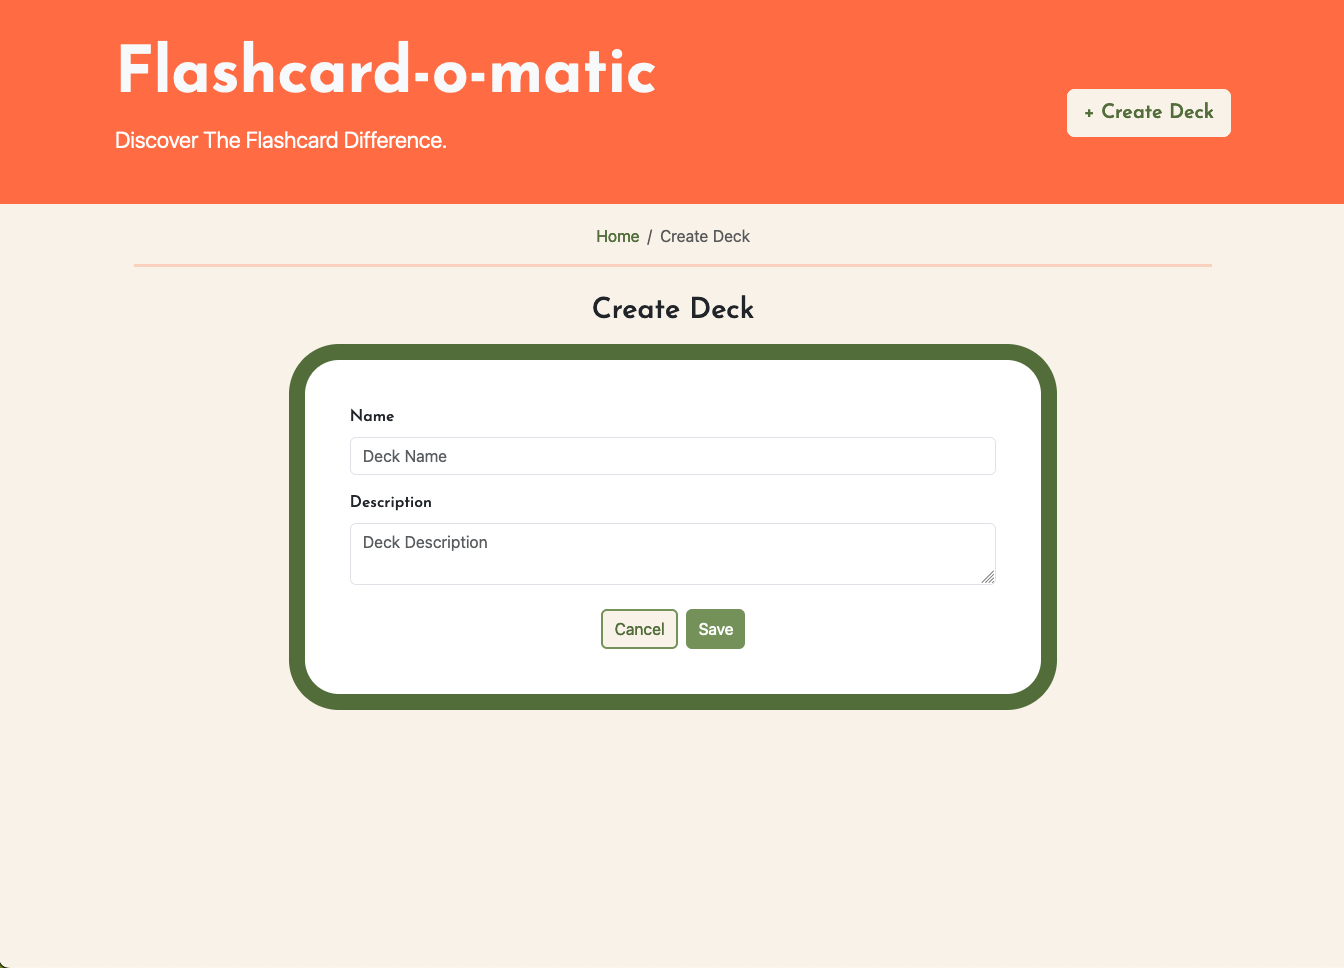 Flashcard-o-matic
Discover The Flashcard Difference.
+ Create Deck
Home / Create Deck
Create Deck
Name
Deck Name
Description
Deck Description
Cancel Save